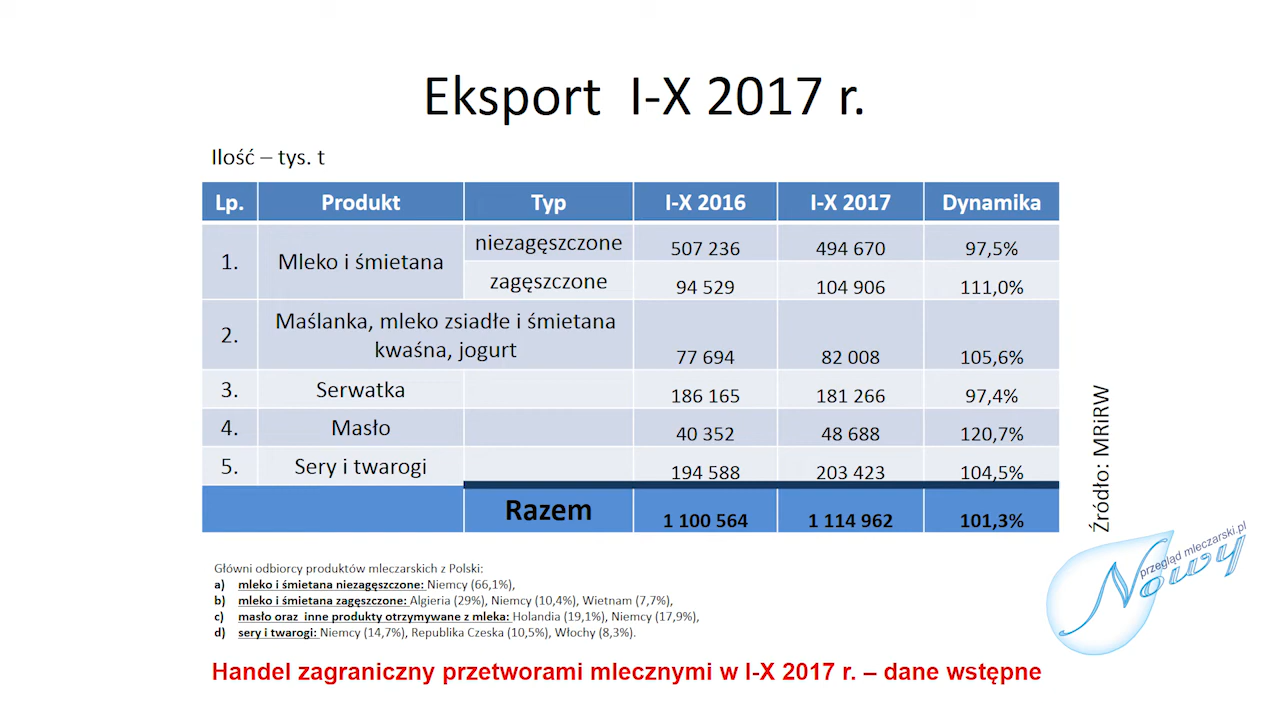 Eksport I-X 2017 r.
Ilość – tys. t
Lp. Produkt Typ I-X 2016 I-X 2017 Dynamika
1. Mleko i śmietana niezagęszczone 507 236 494 670 97,5%
zagęszczone 94 529 104 906 111,0%
2. Maślanka, mleko zsiadłe i śmietana
kwaśna, jogurt 77 694 82 008 105,6%
3. Serwatka 186 165 181 266 97,4%
4. Masło 40 352 48 688 120,7%
5. Sery i twarogi 194 588 203 423 104,5%
Razem 1 100 564 1 114 962 101,3%
Źródło: MRiRW
Główni odbiorcy produktów mleczarskich z Polski:
a) mleko i śmietana niezagęszczone: Niemcy (66,1%),
b) mleko i śmietana zagęszczone: Algieria (29%), Niemcy (10,4%), Wietnam (7,7%),
c) masło oraz inne produkty otrzymywane z mleka: Holandia (19,1%), Niemcy (17,9%),
d) sery i twarogi: Niemcy (14,7%), Republika Czeska (10,5%), Włochy (8,3%).
przegląd mleczarski.pl
Nowy
Handel zagraniczny przetworami mlecznymi w I-X 2017 r. – dane wstępne